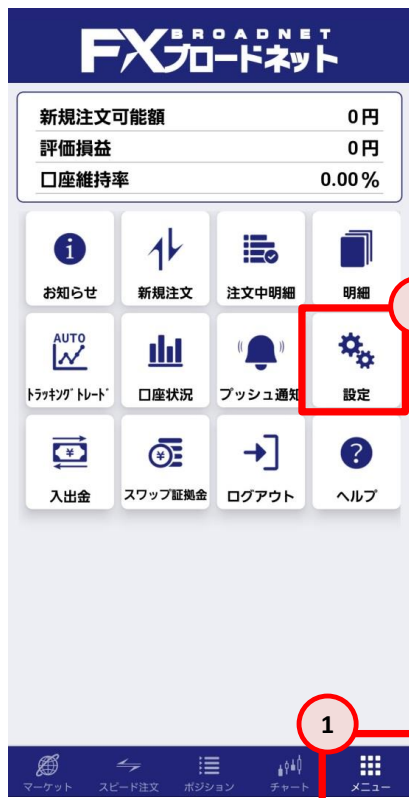 BROADNET
FXブロードネット
新規注文可能額 0円
評価損益 0円
口座維持率 0.00%
お知らせ 新規注文 注文中明細 明細
AUTO
トラッキングトレード 口座状況 プッシュ通知 設定
入出金 スワップ証拠金 ログアウト ヘルプ
1
マーケット スピード注文 ポジション チャート メニュー